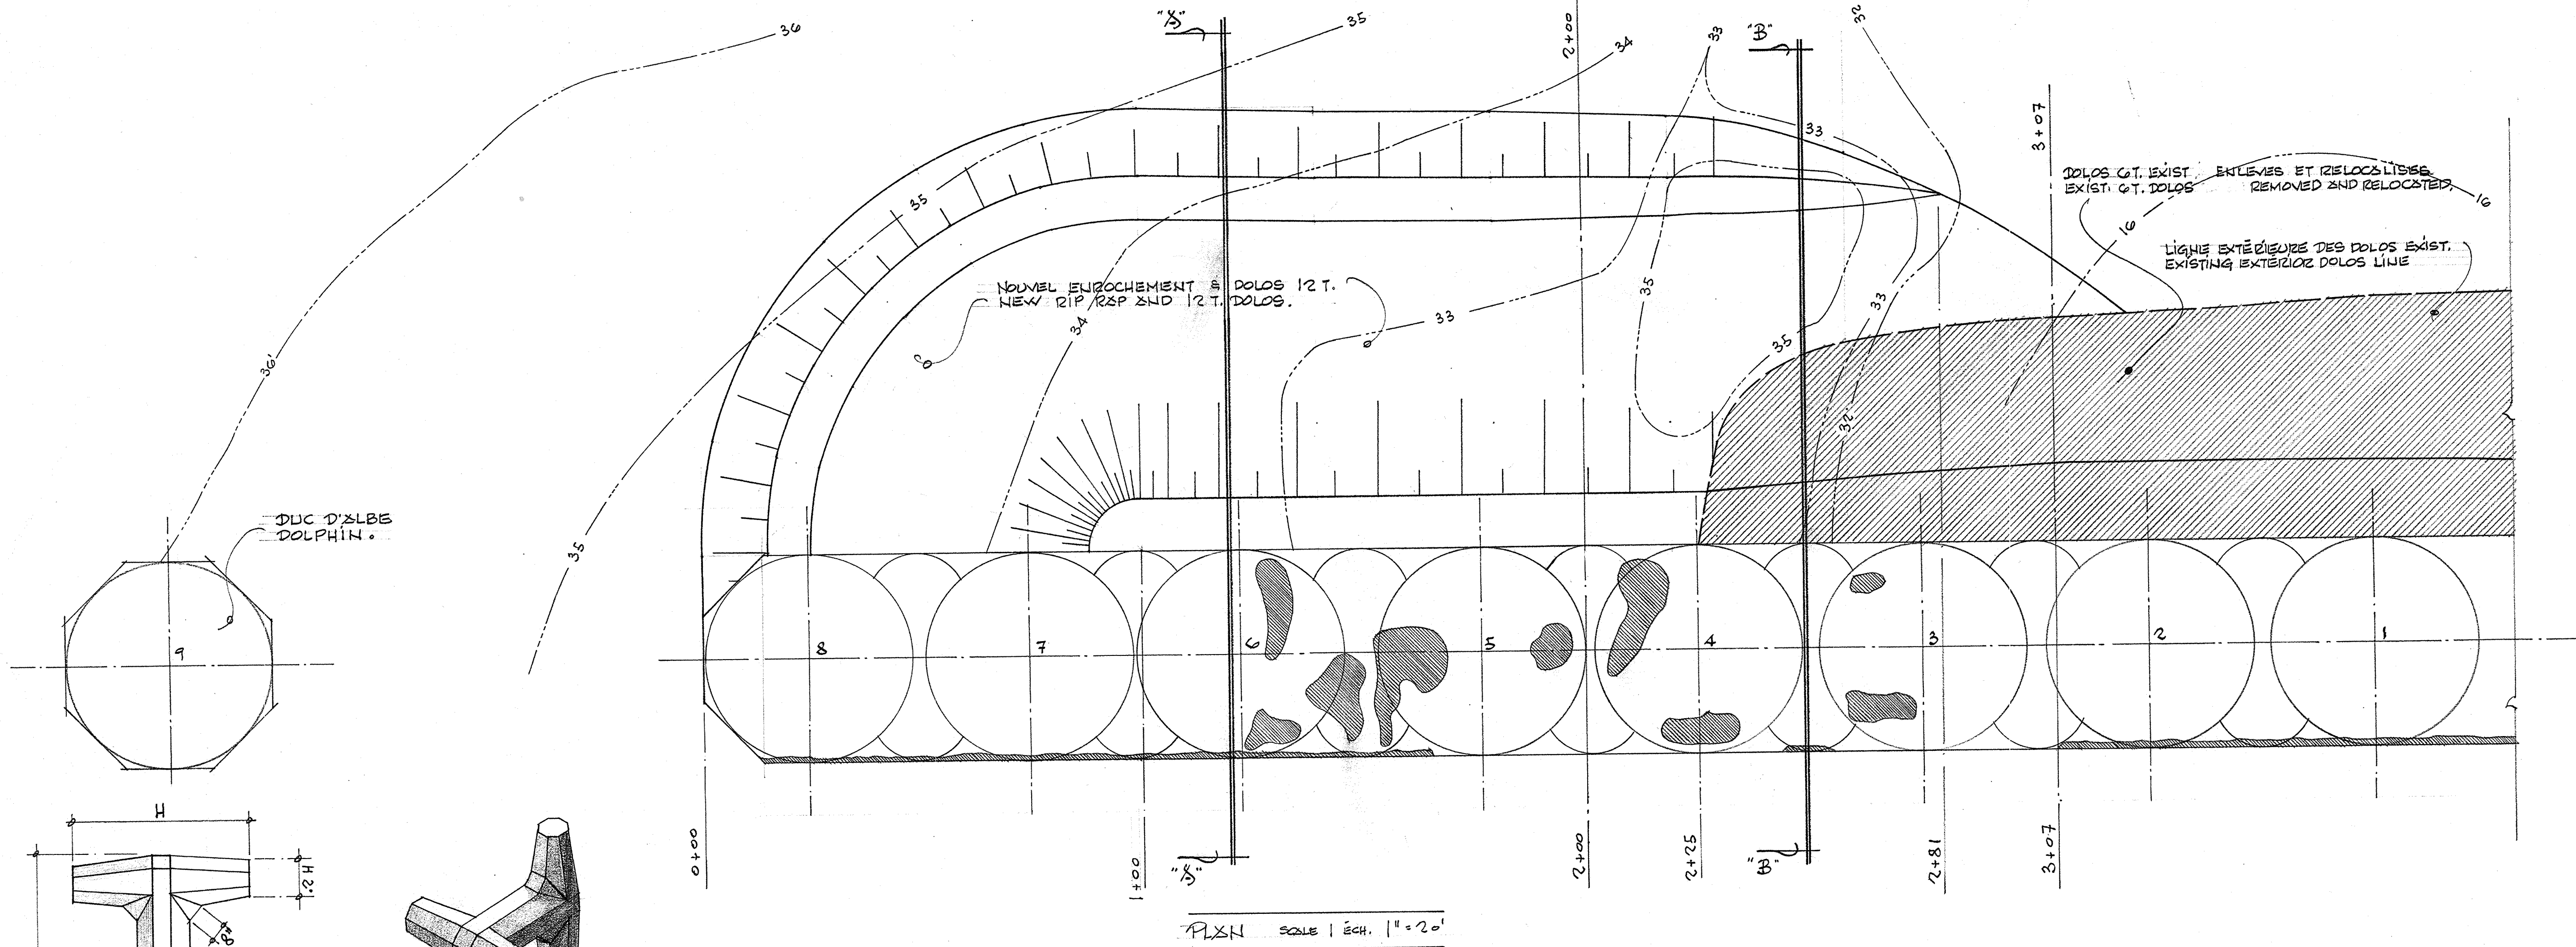 36
"A"
35
34
2+00
33
"B"
32
33
3+07
DOLOS 6T. EXIST. ENLEVES ET RELOCALISES
EXIST. 6T. DOLOS REMOVED AND RELOCATED.
16
35
16
LIGNE EXTÉRIEURE DES DOLOS EXIST.
EXISTING EXTERIOR DOLOS LINE
NOUVEL ENROCHEMENT & DOLOS 12 T.
NEW RIP RAP AND 12 T. DOLOS.
34
33
35
33
35
36'
32'
DUC D'ALBE
DOLPHIN.
35
9
8
7
6
5
4
3
2
1
H
.2H
0+00
1+00
"A"
2+00
2+25
"B"
2+81
3+07
PLAN SCALE | ÉCH. 1" = 20'